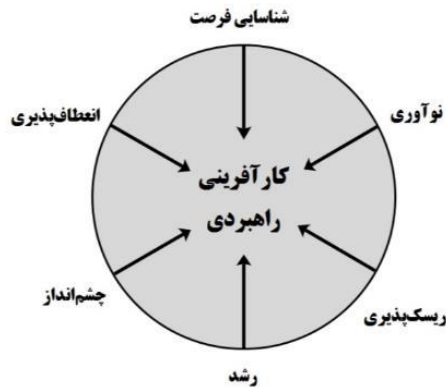 شناسایی فرصت
نوآوری
انعطاف‌پذیری
کارآفرینی
راهبردی
ریسک‌پذیری
چشم‌انداز
رشد